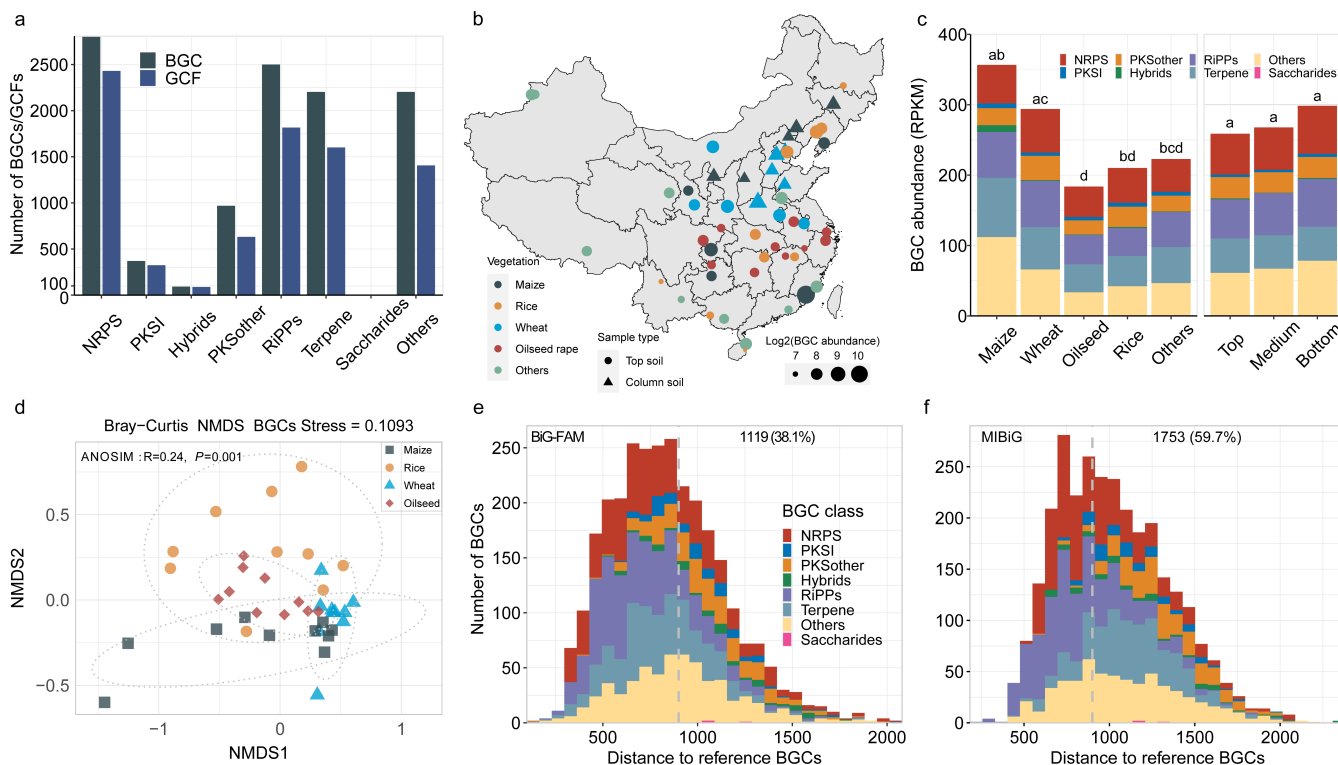 a
Number of BGCs/GCFs
2500
2000
1500
1000
500
100
0
BGC
GCF
NRPS
PKSI
Hybrids
PKSother
RiPPs
Terpene
Saccharides
Others
b
Vegetation
Maize
Rice
Wheat
Oilseed rape
Others
Sample type
Top soil
Column soil
Log2(BGC abundance)
7 8 9 10
c
BGC abundance (RPKM)
400
300
200
100
0
NRPS PKSother RiPPs Others
PKSI Hybrids Terpene Saccharides
ab
ac
d
bd
bcd
a
a
a
Maize
Wheat
Oilseed
Rice
Others
Top
Medium
Bottom
d
Bray−Curtis NMDS BGCs Stress = 0.1093
ANOSIM :R=0.24, P=0.001
Maize
Rice
Wheat
Oilseed
NMDS2
0.5
0.0
−0.5
−1 0 1
NMDS1
e
BiG-FAM
1119 (38.1%)
Number of BGCs
250
200
150
100
50
0
BGC class
NRPS
PKSI
PKSother
Hybrids
RiPPs
Terpene
Others
Saccharides
500 1000 1500 2000
Distance to reference BGCs
f
MIBiG
1753 (59.7%)
250
200
150
100
50
0
500 1000 1500 2000
Distance to reference BGCs